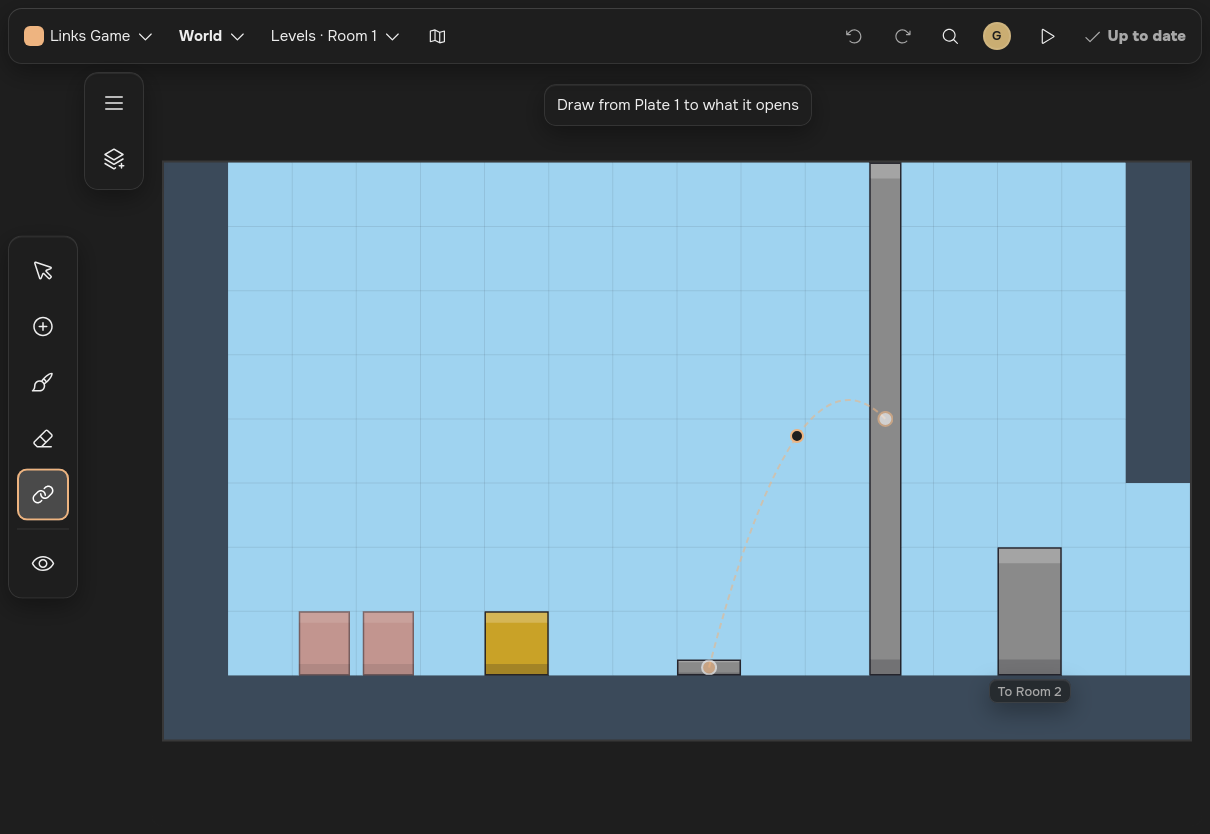 Links Game
World
Levels · Room 1
G
Up to date
Draw from Plate 1 to what it opens
To Room 2